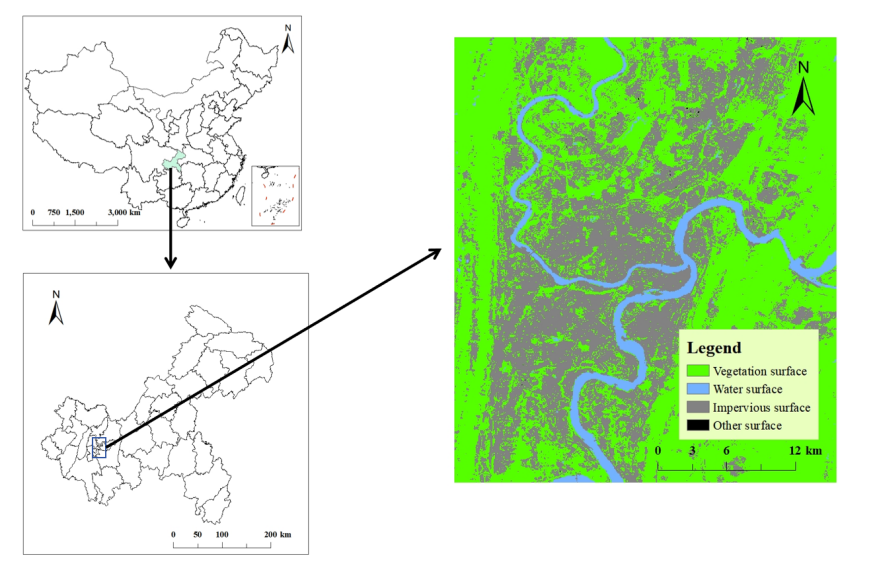 N
0 750 1,500 3,000 km
N
0 50 100 200 km
N
Legend
Vegetation surface
Water surface
Impervious surface
Other surface
0 3 6 12 km